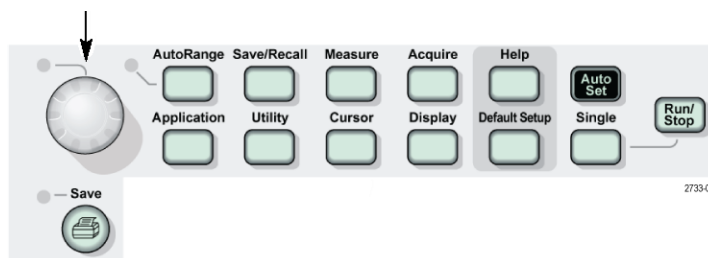 AutoRange Save/Recall Measure Acquire Help
Auto
Set
Run/
Stop
Application Utility Cursor Display Default Setup Single
Save